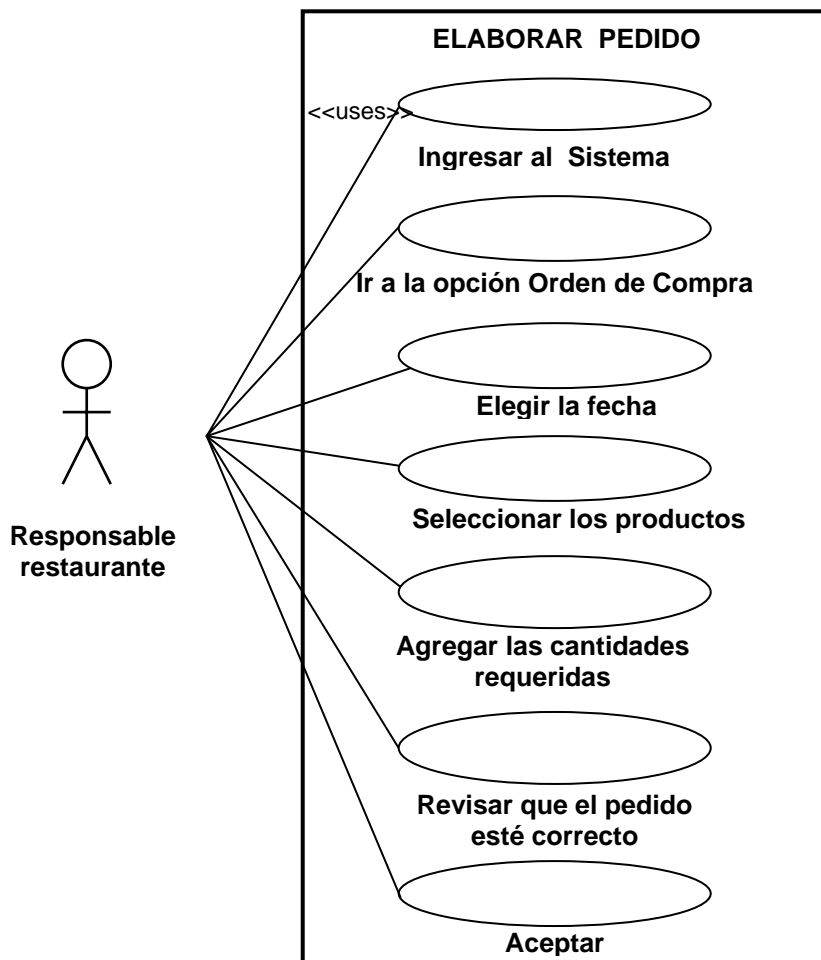 ELABORAR PEDIDO
<<uses>>
Ingresar al Sistema
Ir a la opción Orden de Compra
Elegir la fecha
Seleccionar los productos
Responsable
restaurante
Agregar las cantidades
requeridas
Revisar que el pedido
esté correcto
Aceptar